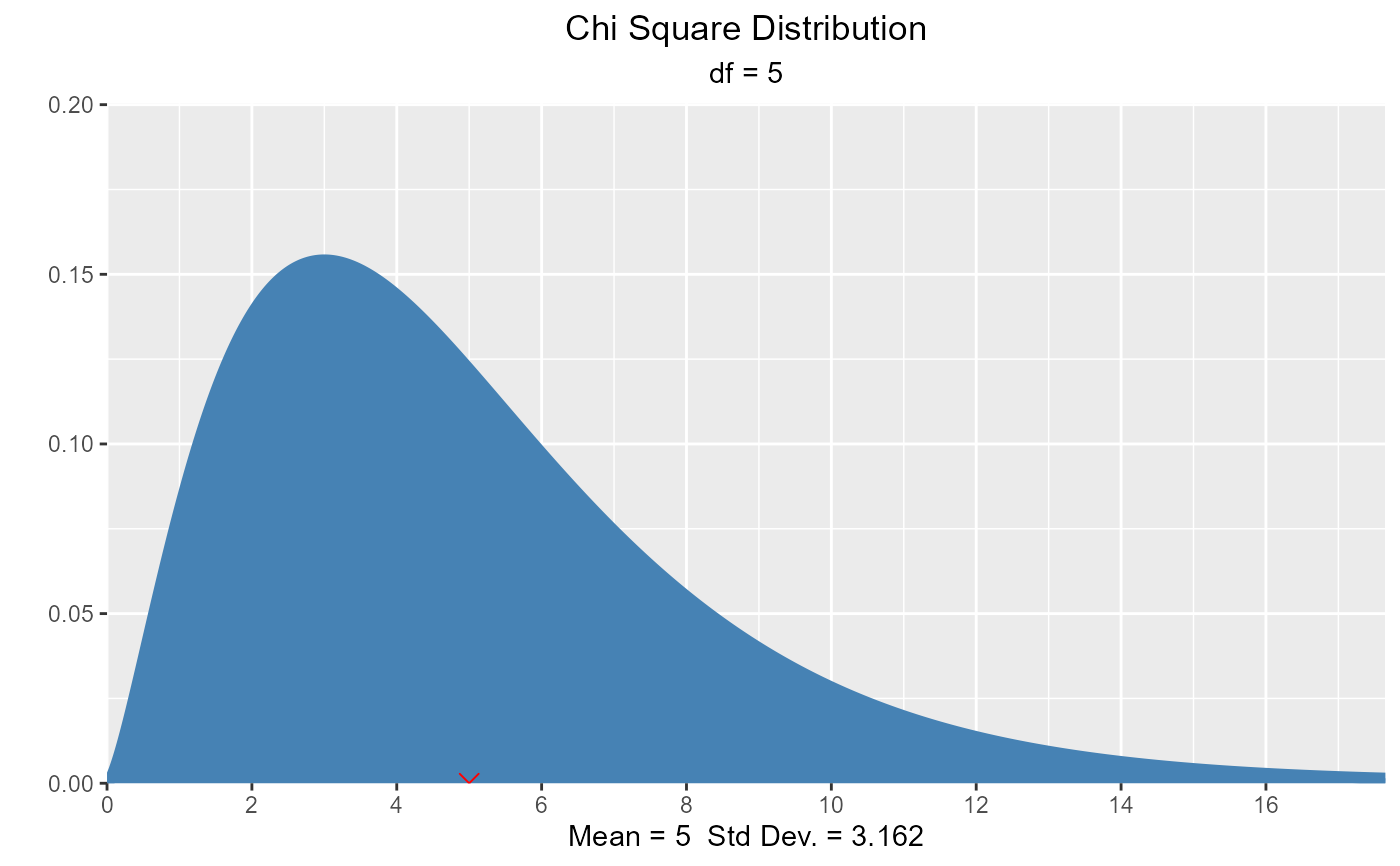 Chi Square Distribution
df = 5
0.20
0.15
0.10
0.05
0.00
0 2 4 6 8 10 12 14 16
Mean = 5  Std Dev. = 3.162